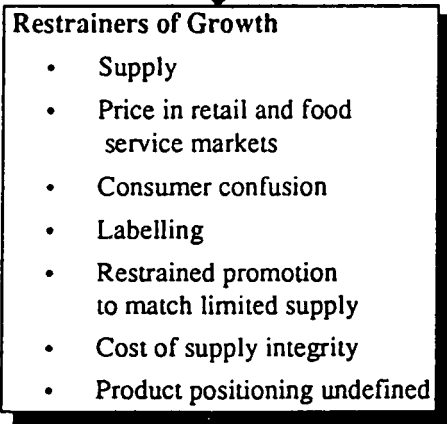 Restrainers of Growth
• Supply
• Price in retail and food
service markets
• Consumer confusion
• Labelling
• Restrained promotion
to match limited supply
• Cost of supply integrity
• Product positioning undefined